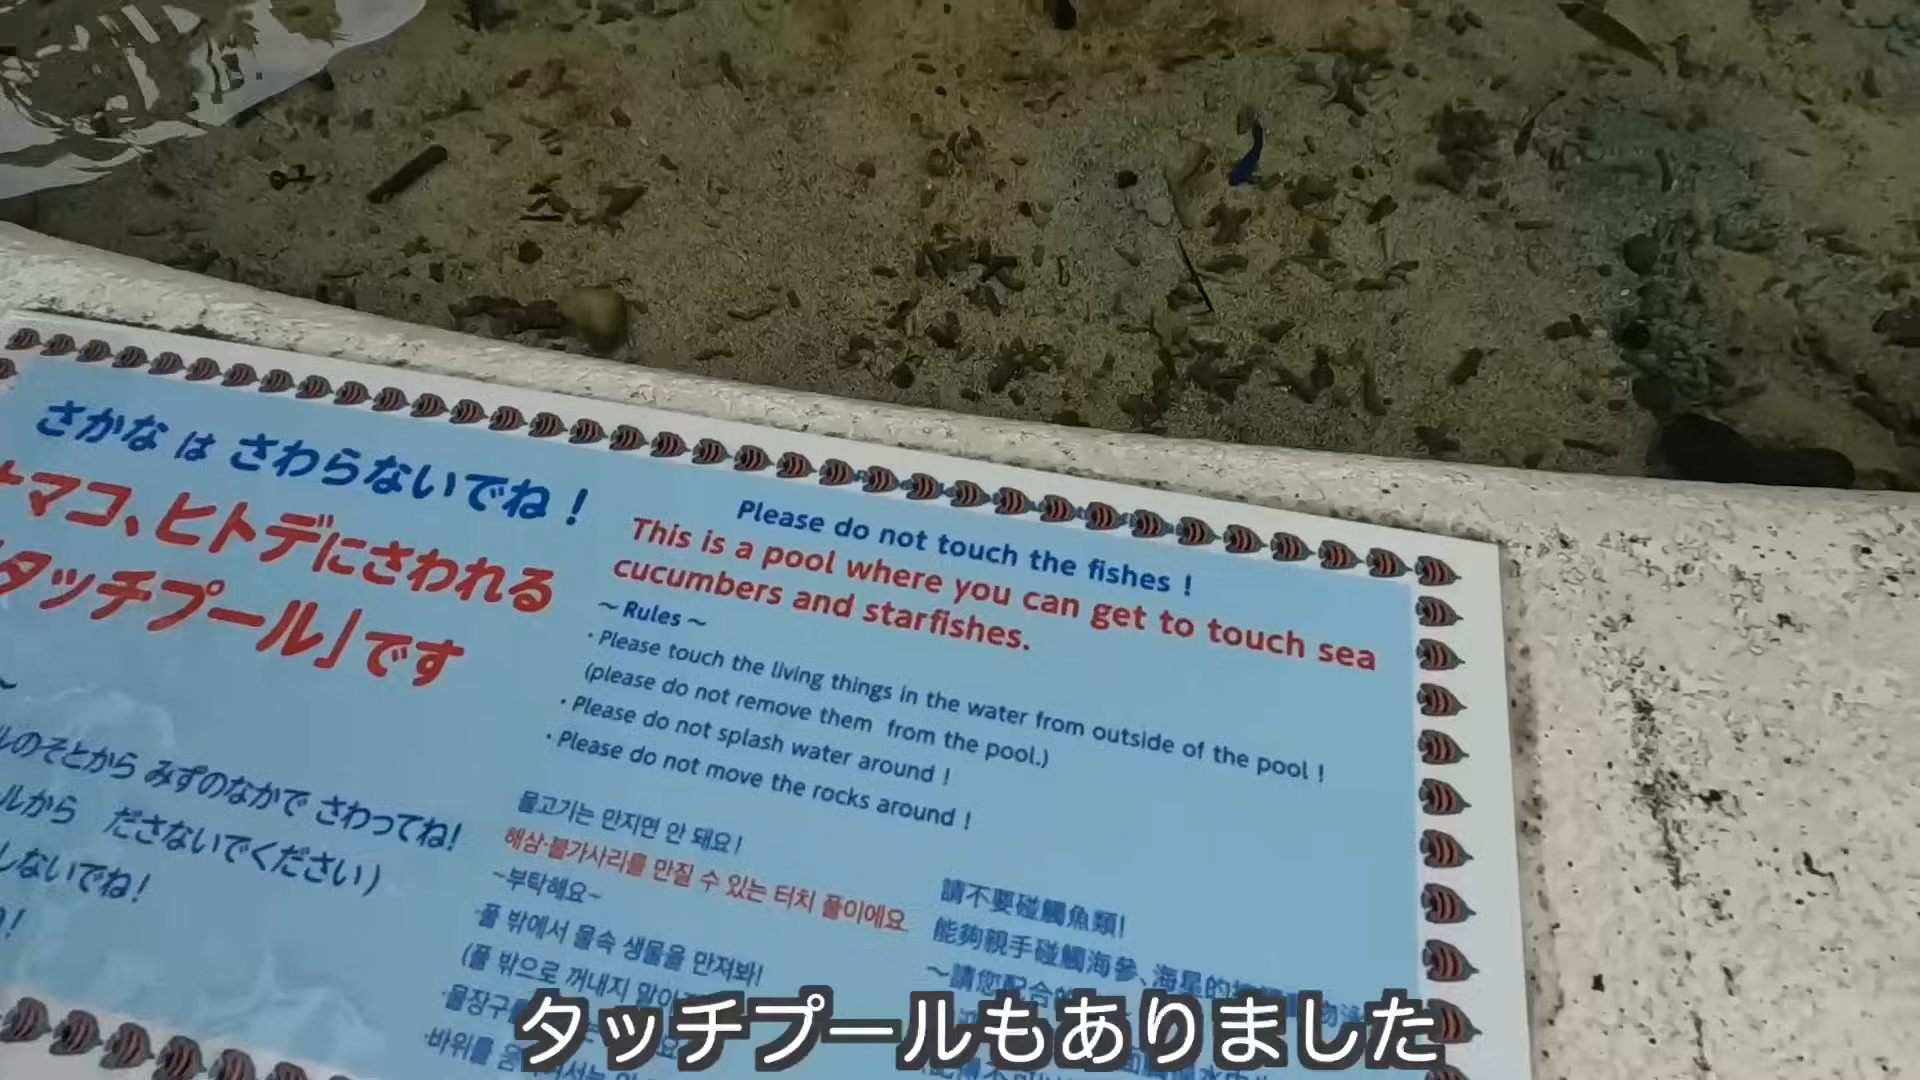 さかな は さわらないでね！
ナマコ、ヒトデにさわれる
「タッチプール」です
のそとから みずのなかで さわってね！
ルから ださないでください）
しないでね！
Please do not touch the fishes !
This is a pool where you can get to touch sea
cucumbers and starfishes.
～Rules～
・Please touch the living things in the water from outside of the pool !
(please do not remove them from the pool.)
・Please do not splash water around !
・Please do not move the rocks around !
물고기는 만지면 안 돼요!
해삼·불가사리를 만질 수 있는 터치 풀이에요
~부탁해요~
·풀 밖에서 물속 생물을 만져봐!
(풀 밖으로 꺼내지 말아
·물장구를
·바위를
請不要碰觸魚類!
能夠親手碰觸海參、海星的
～請您配合
タッチプールもありました